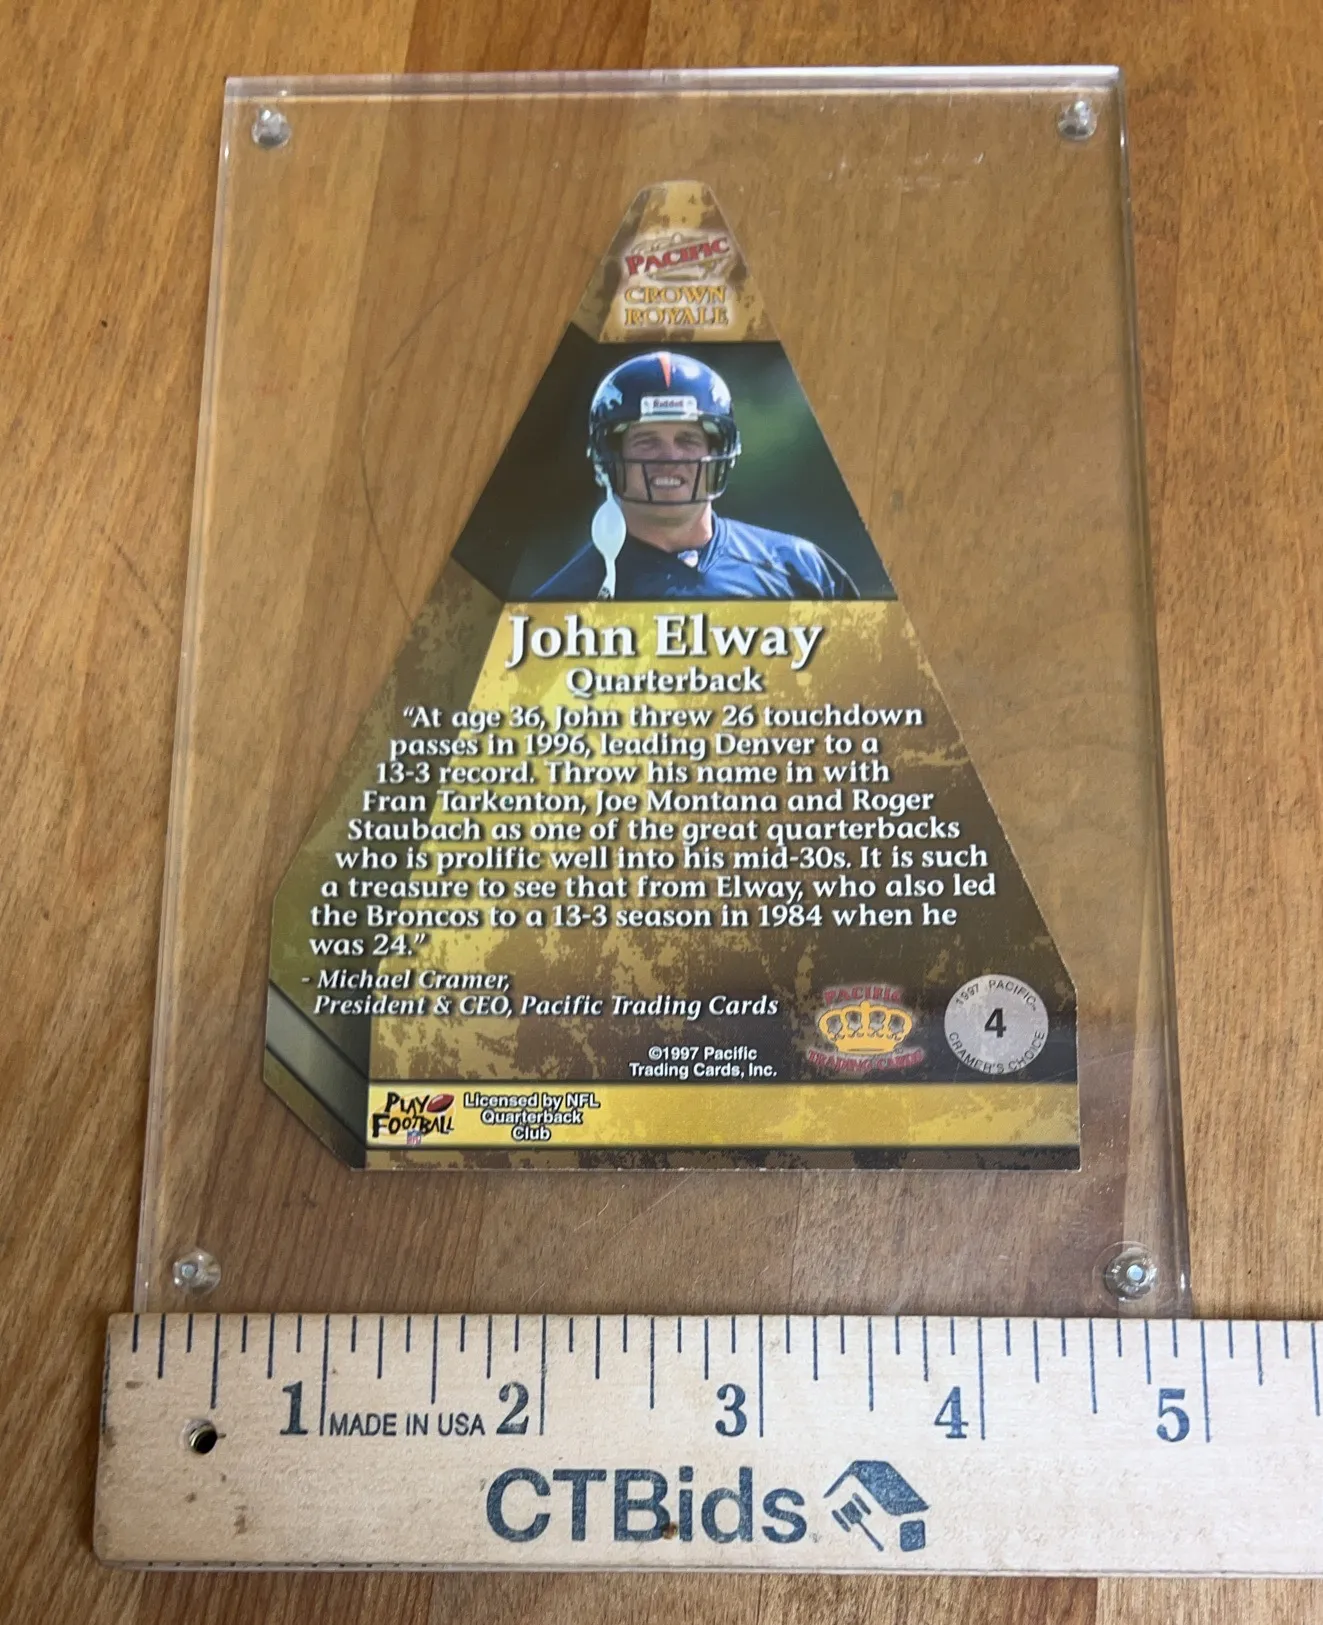 PACIFIC
CROWN
ROYALE
Riddell
John Elway
Quarterback
“At age 36, John threw 26 touchdown
passes in 1996, leading Denver to a
13-3 record. Throw his name in with
Fran Tarkenton, Joe Montana and Roger
Staubach as one of the great quarterbacks
who is prolific well into his mid-30s. It is such
a treasure to see that from Elway, who also led
the Broncos to a 13-3 season in 1984 when he
was 24.”
- Michael Cramer,
President & CEO, Pacific Trading Cards
©1997 Pacific
Trading Cards, Inc.
PACIFIC
TRADING CARDS
1997 PACIFIC
4
CRAMER'S CHOICE
PLAY
FOOTBALL
NFL
Licensed by NFL
Quarterback
Club
1 MADE IN USA 2 3 4 5
CTBids